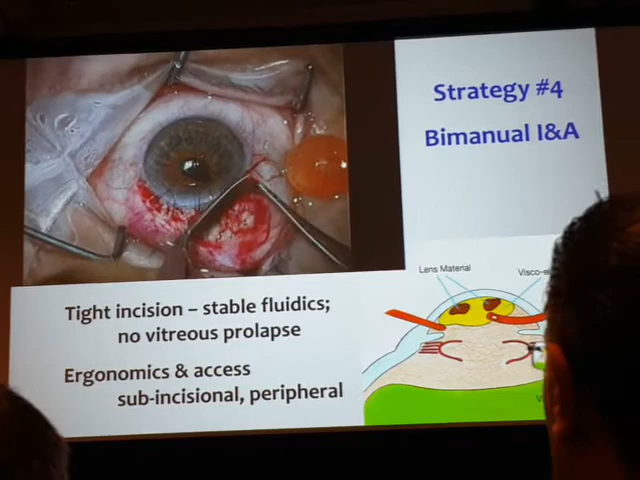 Strategy #4
Bimanual I&A
Tight incision – stable fluidics;
no vitreous prolapse
Ergonomics & access
sub-incisional, peripheral
Lens Material